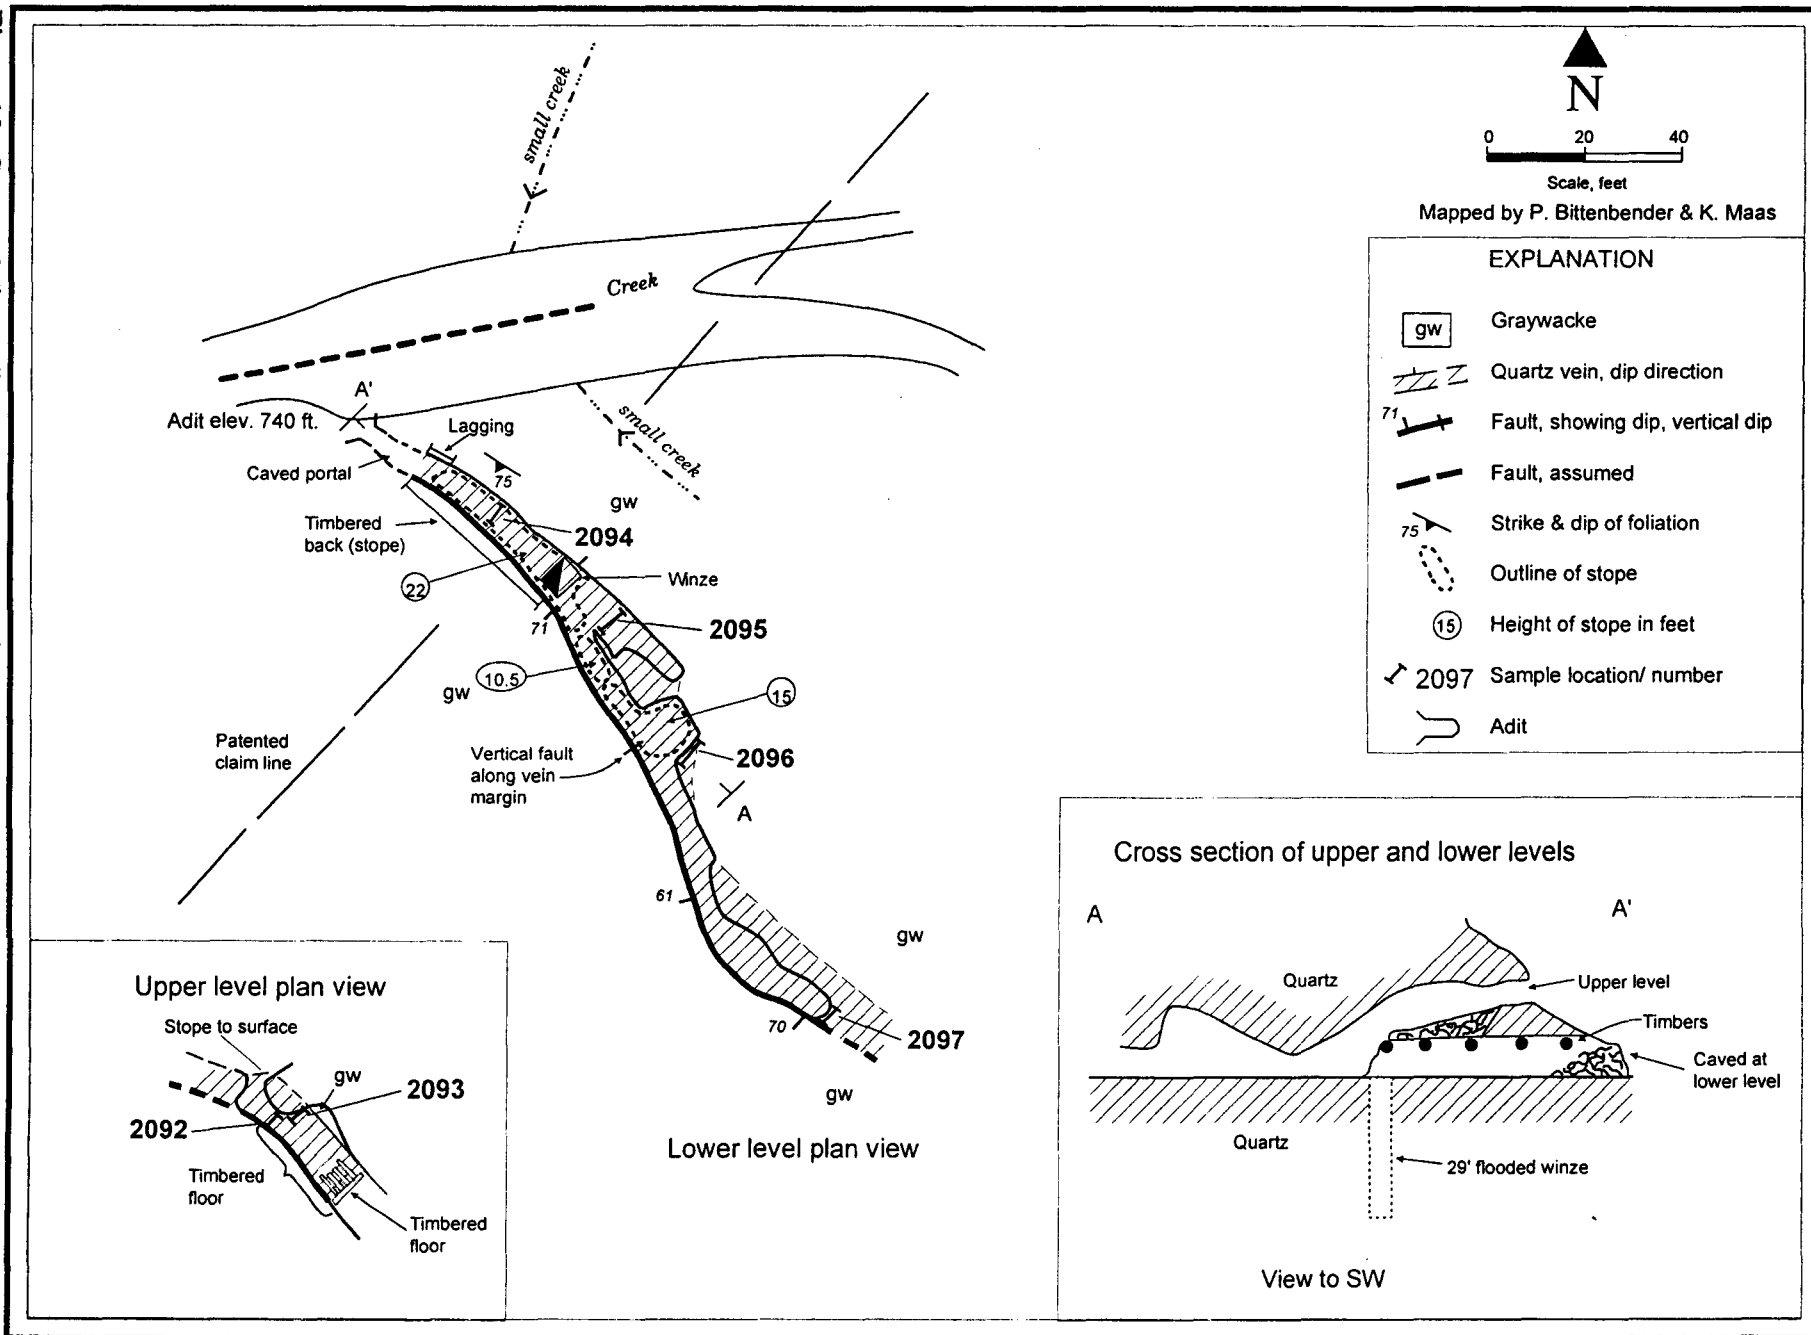 small creek
N
0 20 40
Scale, feet
Mapped by P. Bittenbender & K. Maas
EXPLANATION
gw Graywacke
Quartz vein, dip direction
71 Fault, showing dip, vertical dip
Fault, assumed
75 Strike & dip of foliation
Outline of stope
15 Height of stope in feet
2097 Sample location/ number
Adit
Creek
A'
Adit elev. 740 ft.
Lagging
small creek
Caved portal
75
gw
Timbered
back (stope)
2094
22
Winze
71
2095
gw
10.5
15
Patented
claim line
Vertical fault
along vein
margin
2096
A
61
gw
70
2097
gw
Lower level plan view
Upper level plan view
Stope to surface
gw
2093
2092
Timbered
floor
Timbered
floor
Cross section of upper and lower levels
A
A'
Quartz
Upper level
Timbers
Caved at
lower level
Quartz
29' flooded winze
View to SW